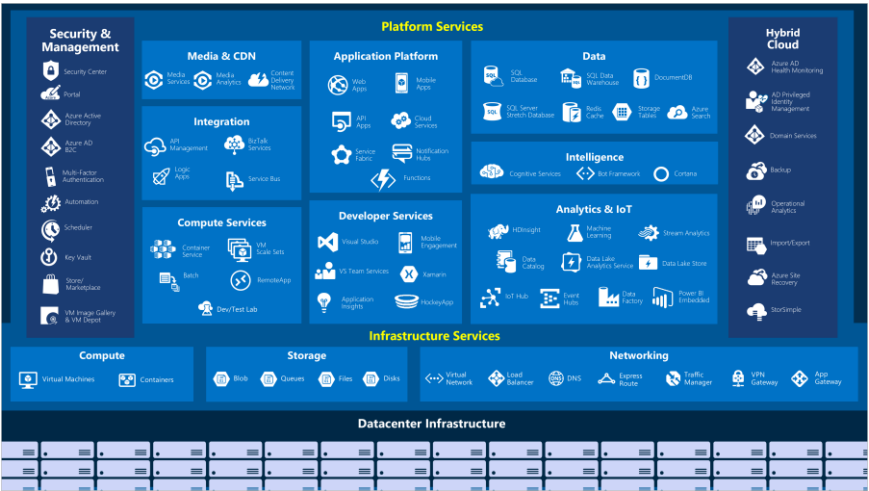 Platform Services
Security &
Management
Security Center
Portal
Azure Active
Directory
Azure AD
B2C
Multi-Factor
Authentication
Automation
Scheduler
Key Vault
Store/
Marketplace
VM Image Gallery
& VM Depot
Media & CDN
Media
Services
Media
Analytics
Content
Delivery
Network
Integration
API
Management
BizTalk
Services
Logic
Apps
Service Bus
Compute Services
Container
Service
VM
Scale Sets
Batch
RemoteApp
Dev/Test Lab
Application Platform
Web
Apps
Mobile
Apps
API
Apps
Cloud
Services
Service
Fabric
Notification
Hubs
Functions
Developer Services
Visual Studio
Mobile
Engagement
VS Team Services
Xamarin
Application
Insights
HockeyApp
Data
SQL
SQL
Database
SQL Data
Warehouse
DocumentDB
SQL
SQL Server
Stretch Database
Redis
Cache
Storage
Tables
Azure
Search
Intelligence
Cognitive Services
Bot Framework
Cortana
Analytics & IoT
HDInsight
Machine
Learning
Stream Analytics
Data
Catalog
Data Lake
Analytics Service
Data Lake Store
IoT Hub
Event
Hubs
Data
Factory
Power BI
Embedded
Hybrid
Cloud
Azure AD
Health Monitoring
AD Privileged
Identity
Management
Domain Services
Backup
Operational
Analytics
Import/Export
Azure Site
Recovery
StorSimple
Infrastructure Services
Compute
Virtual Machines
Containers
Storage
Blob
Queues
Files
Disks
Networking
Virtual
Network
Load
Balancer
DNS
DNS
Express
Route
Traffic
Manager
VPN
Gateway
App
Gateway
Datacenter Infrastructure